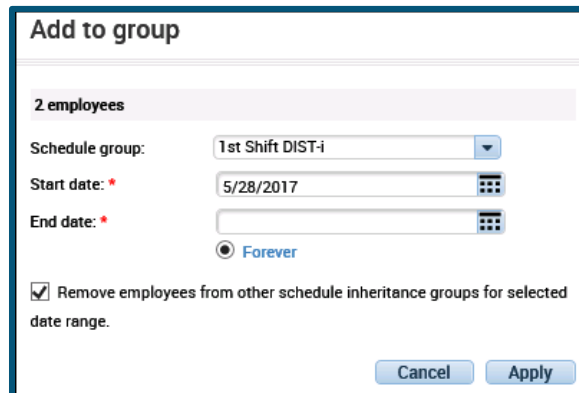 Add to group
2 employees
Schedule group: 1st Shift DIST-i
Start date: * 5/28/2017
End date: *
Forever
Remove employees from other schedule inheritance groups for selected
date range.
Cancel Apply